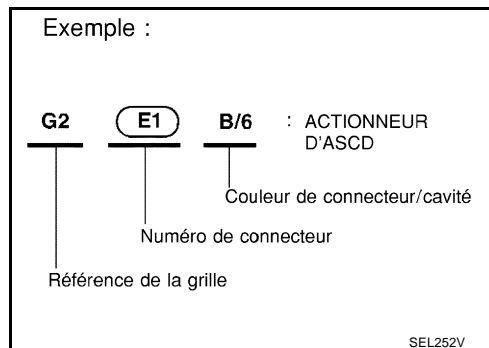 Exemple :
G2 E1 B/6 : ACTIONNEUR
D'ASCD
Couleur de connecteur/cavité
Numéro de connecteur
Référence de la grille
SEL252V